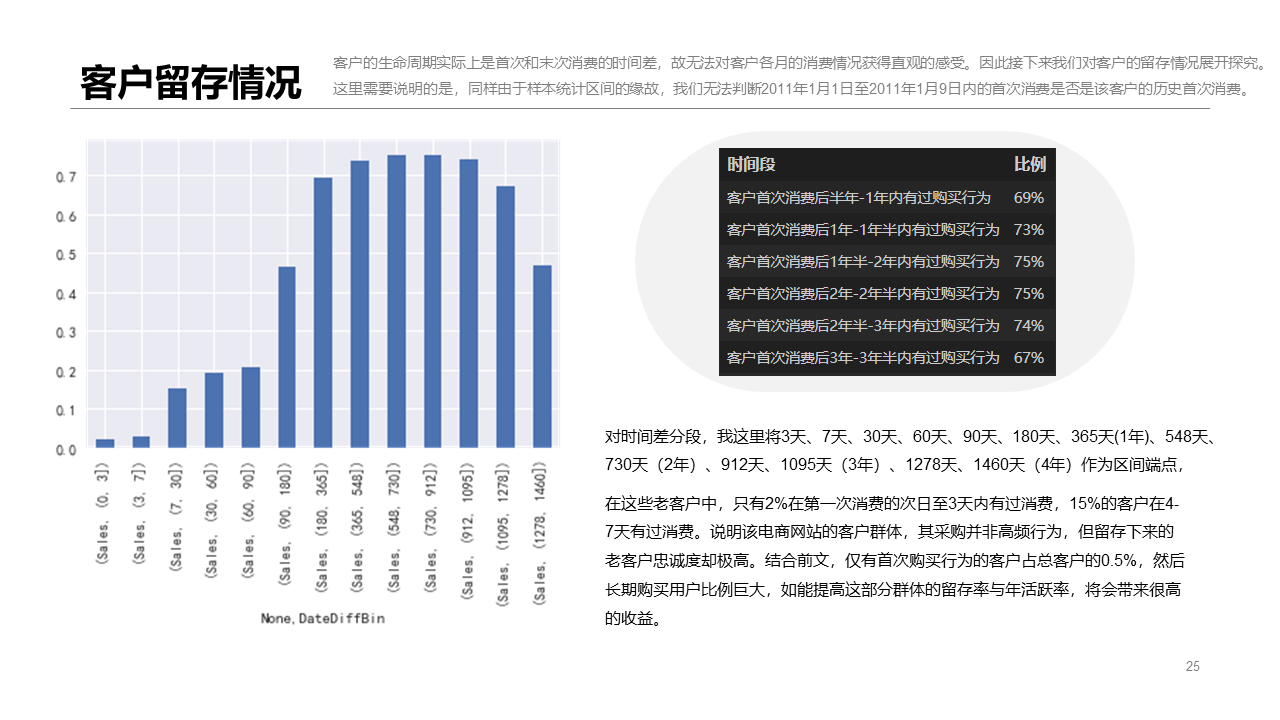 客户留存情况
客户的生命周期实际上是首次和末次消费的时间差，故无法对客户各月的消费情况获得直观的感受。因此接下来我们对客户的留存情况展开探究。
这里需要说明的是，同样由于样本统计区间的缘故，我们无法判断2011年1月1日至2011年1月9日内的首次消费是否是该客户的历史首次消费。
0.7
0.6
0.5
0.4
0.3
0.2
0.1
0.0
(Sales, (0, 3])
(Sales, (3, 7])
(Sales, (7, 30])
(Sales, (30, 60])
(Sales, (60, 90])
(Sales, (90, 180])
(Sales, (180, 365])
(Sales, (365, 548])
(Sales, (548, 730])
(Sales, (730, 912])
(Sales, (912, 1095])
(Sales, (1095, 1278])
(Sales, (1278, 1460])
None,DateDiffBin
时间段 比例
客户首次消费后半年-1年内有过购买行为 69%
客户首次消费后1年-1年半内有过购买行为 73%
客户首次消费后1年半-2年内有过购买行为 75%
客户首次消费后2年-2年半内有过购买行为 75%
客户首次消费后2年半-3年内有过购买行为 74%
客户首次消费后3年-3年半内有过购买行为 67%
对时间差分段，我这里将3天、7天、30天、60天、90天、180天、365天(1年)、548天、
730天（2年）、912天、1095天（3年）、1278天、1460天（4年）作为区间端点，
在这些老客户中，只有2%在第一次消费的次日至3天内有过消费，15%的客户在4-
7天有过消费。说明该电商网站的客户群体，其采购并非高频行为，但留存下来的
老客户忠诚度却极高。结合前文，仅有首次购买行为的客户占总客户的0.5%，然后
长期购买用户比例巨大，如能提高这部分群体的留存率与年活跃率，将会带来很高
的收益。
25